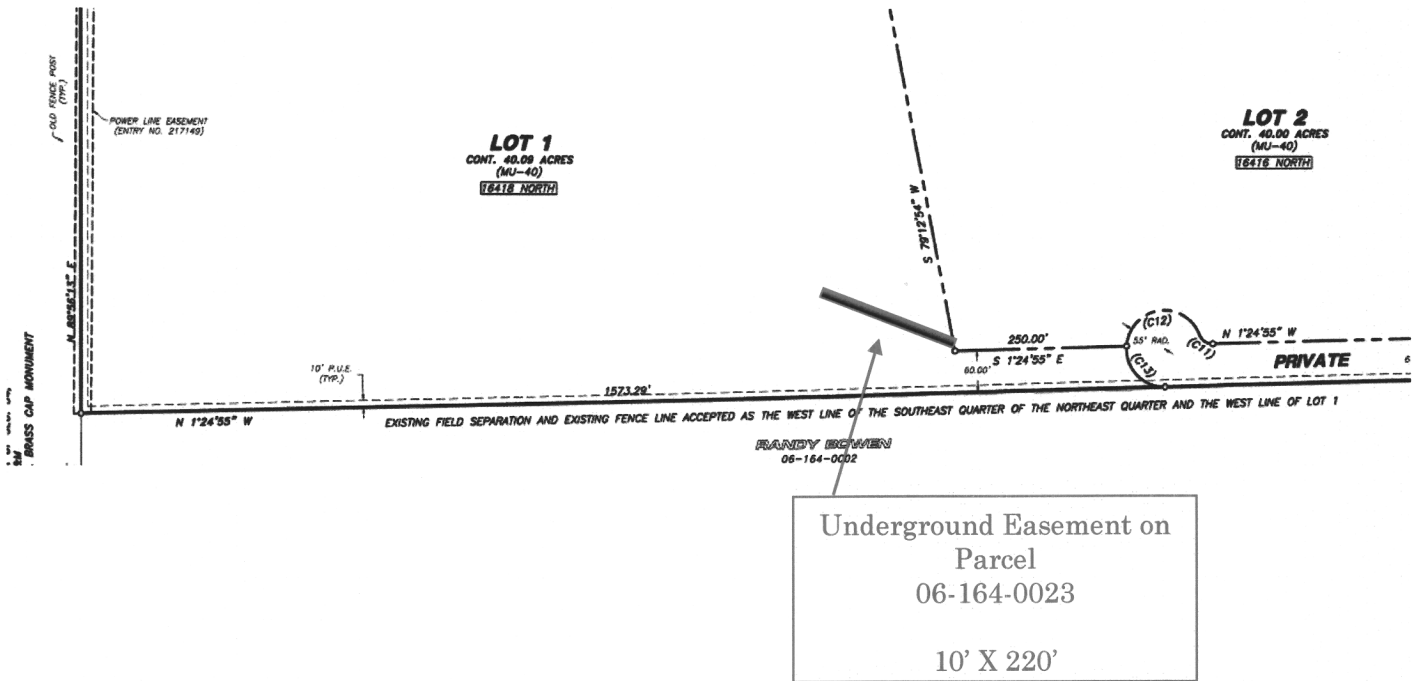 OLD FENCE POST
(TYP.)
POWER LINE EASEMENT
(ENTRY NO. 217149)
LOT 1
CONT. 40.09 ACRES
(MU-40)
16418 NORTH
LOT 2
CONT. 40.00 ACRES
(MU-40)
16416 NORTH
S 79°12'54" W
N 89°56'13" E
BRASS CAP MONUMENT
10' P.U.E.
(TYP.)
250.00'
S 1°24'55" E
60.00'
(C12)
55' RAD.
(C11)
(C13)
N 1°24'55" W
PRIVATE
6
1573.29'
N 1°24'55" W
EXISTING FIELD SEPARATION AND EXISTING FENCE LINE ACCEPTED AS THE WEST LINE OF THE SOUTHEAST QUARTER OF THE NORTHEAST QUARTER AND THE WEST LINE OF LOT 1
RANDY BOWEN
06-164-0002
Underground Easement on
Parcel
06-164-0023
10' X 220'